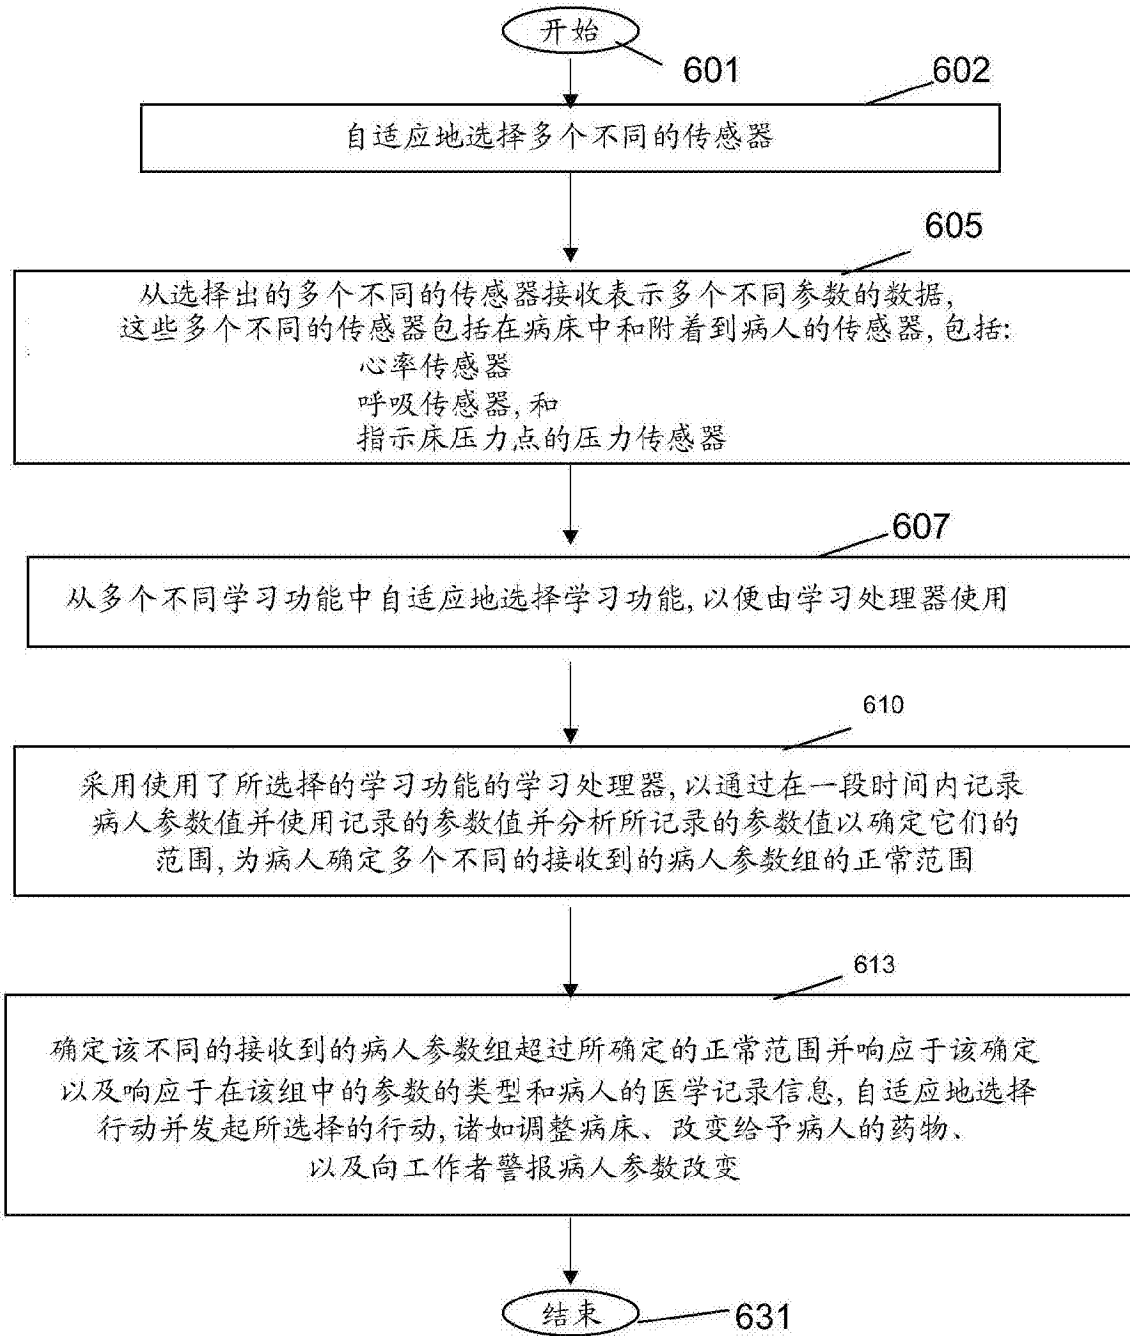 开始
601
602
自适应地选择多个不同的传感器
605
从选择出的多个不同的传感器接收表示多个不同参数的数据,
这些多个不同的传感器包括在病床中和附着到病人的传感器,包括:
心率传感器
呼吸传感器,和
指示床压力点的压力传感器
607
从多个不同学习功能中自适应地选择学习功能,以便由学习处理器使用
610
采用使用了所选择的学习功能的学习处理器,以通过在一段时间内记录
病人参数值并使用记录的参数值并分析所记录的参数值以确定它们的
范围,为病人确定多个不同的接收到的病人参数组的正常范围
613
确定该不同的接收到的病人参数组超过所确定的正常范围并响应于该确定
以及响应于在该组中的参数的类型和病人的医学记录信息,自适应地选择
行动并发起所选择的行动,诸如调整病床、改变给予病人的药物、
以及向工作者警报病人参数改变
结束
631